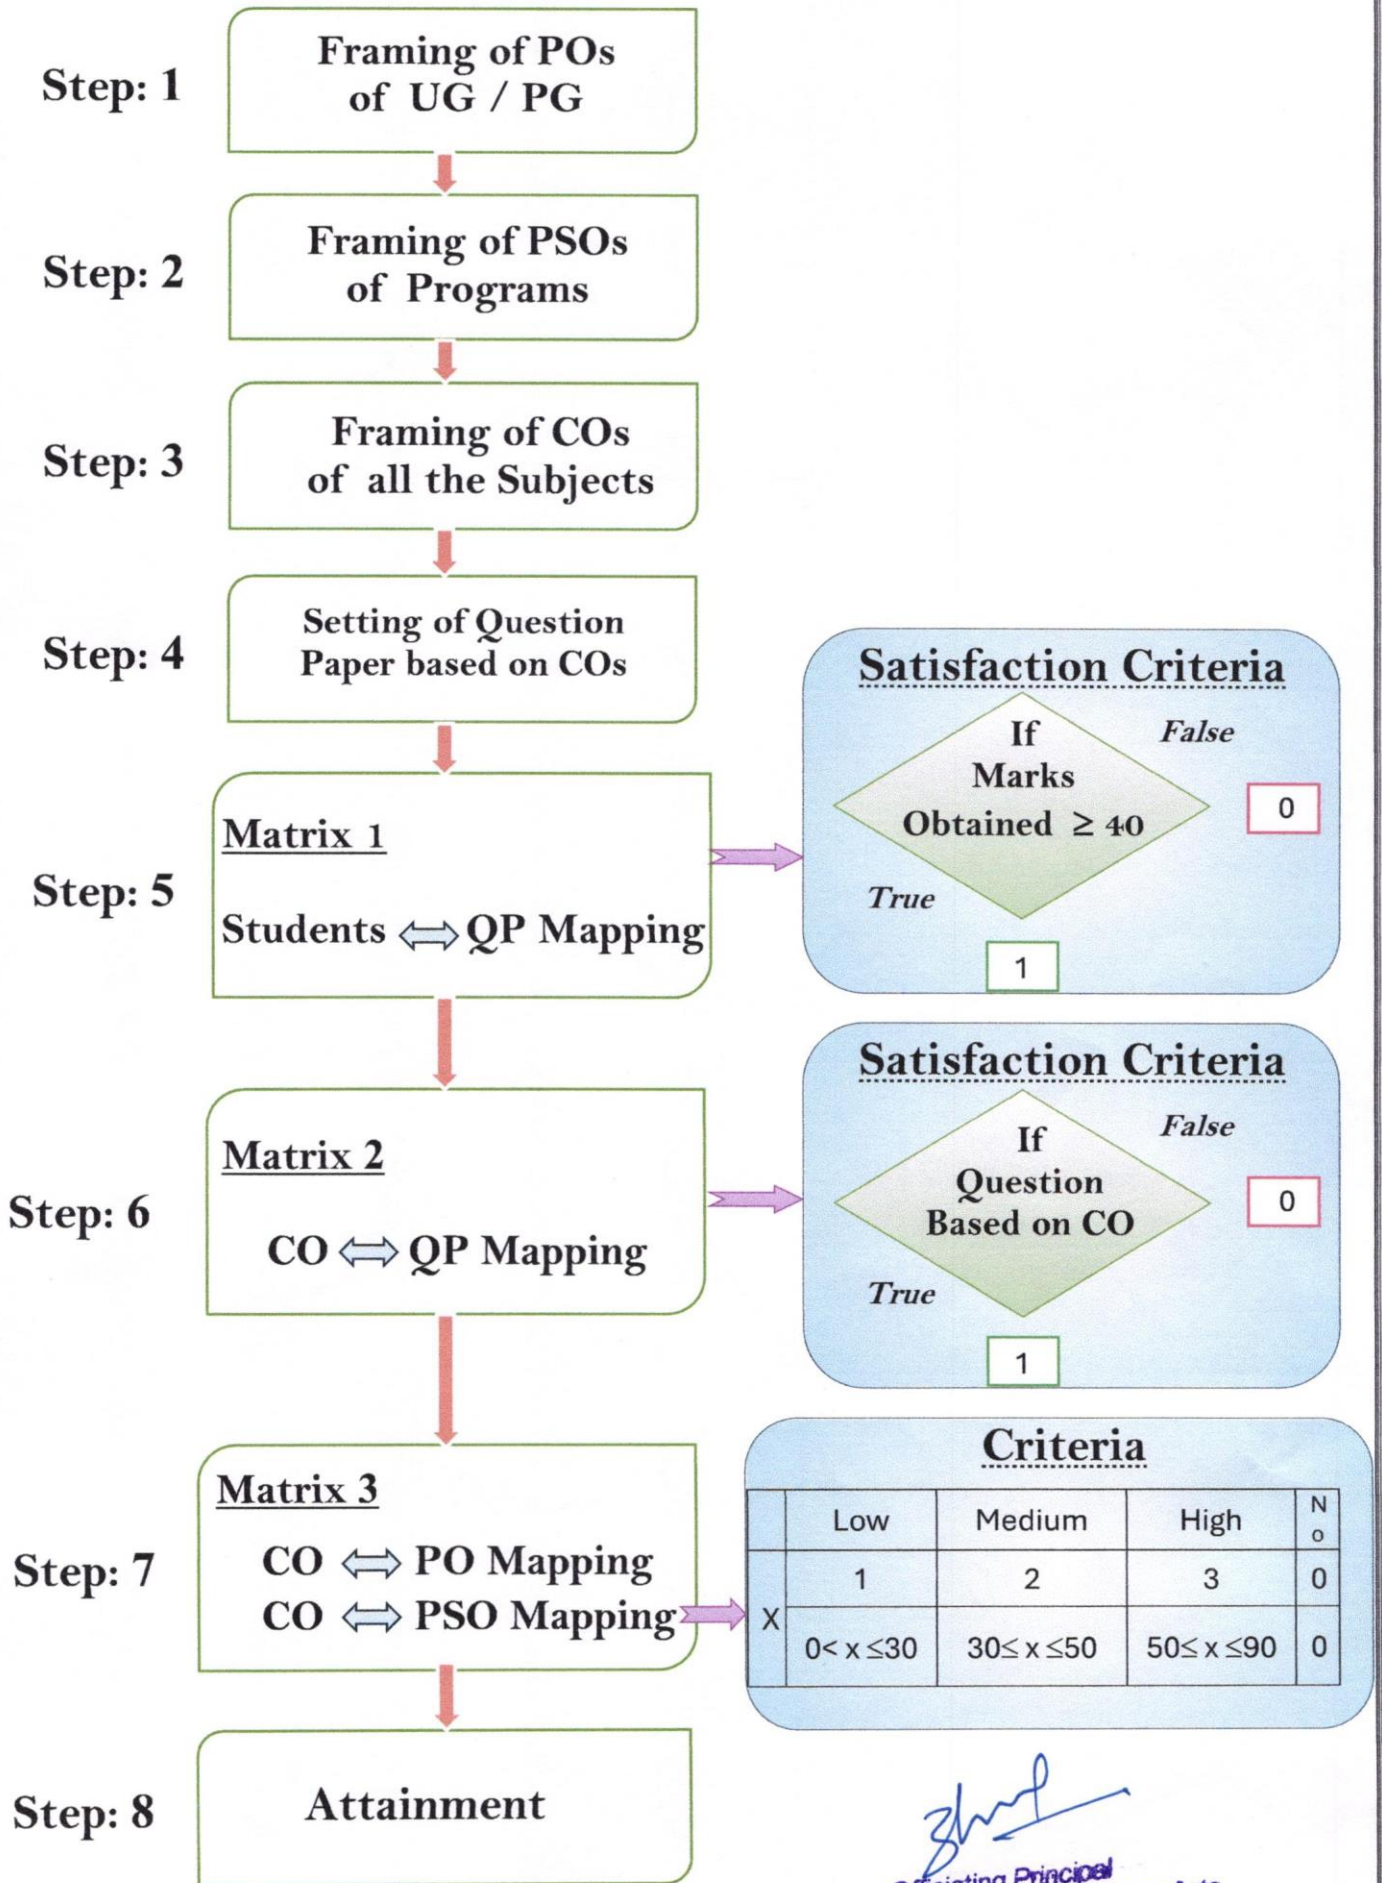 Step: 1
Framing of POs
of UG / PG
Step: 2
Framing of PSOs
of Programs
Step: 3
Framing of COs
of all the Subjects
Step: 4
Setting of Question
Paper based on COs
Step: 5
Matrix 1
Students ⇔ QP Mapping
Satisfaction Criteria
If
Marks
Obtained ≥ 40
False
0
True
1
Step: 6
Matrix 2
CO ⇔ QP Mapping
Satisfaction Criteria
If
Question
Based on CO
False
0
True
1
Step: 7
Matrix 3
CO ⇔ PO Mapping
CO ⇔ PSO Mapping
Criteria
Low Medium High No
X 1 2 3 0
0< x ≤30 30≤ x ≤50 50≤ x ≤90 0
Step: 8
Attainment
Officiating Principal